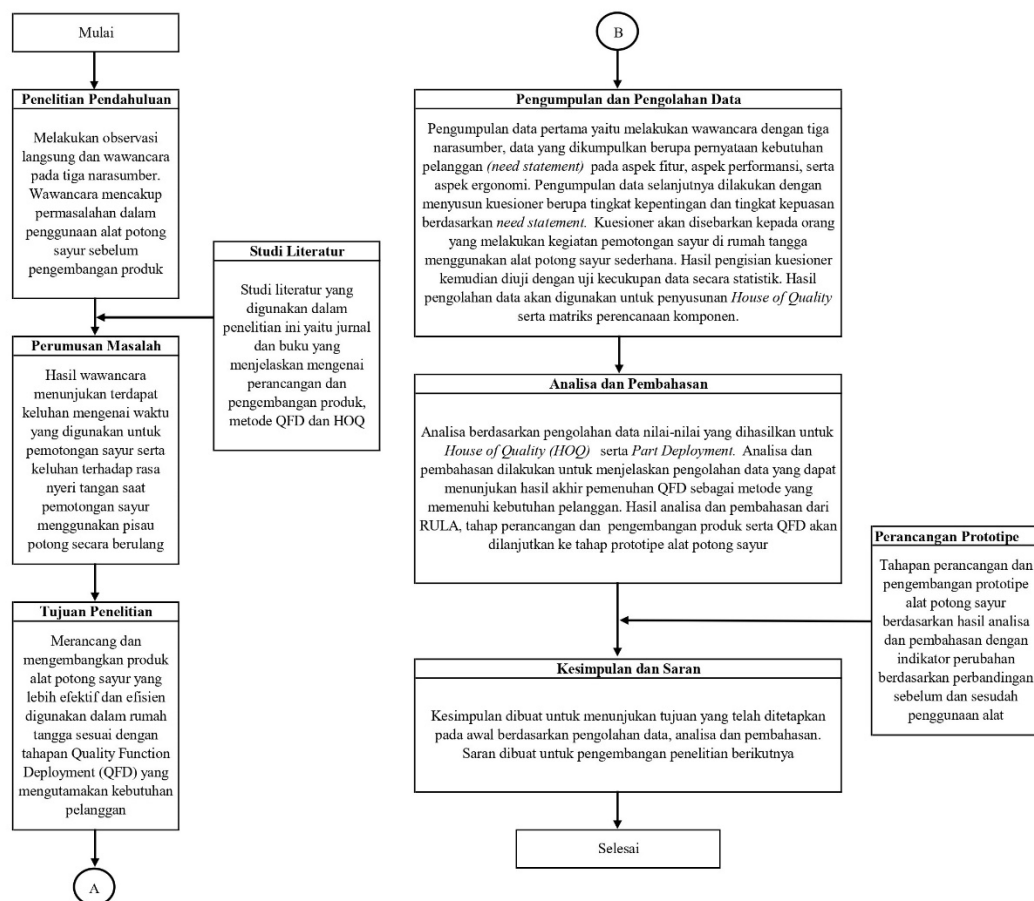 Mulai
Penelitian Pendahuluan
Melakukan observasi
langsung dan wawancara
pada tiga narasumber.
Wawancara mencakup
permasalahan dalam
penggunaan alat potong
sayur sebelum
pengembangan produk
Studi Literatur
Studi literatur yang
digunakan dalam
penelitian ini yaitu jurnal
dan buku yang
menjelaskan mengenai
perancangan dan
pengembangan produk,
metode QFD dan HOQ
Perumusan Masalah
Hasil wawancara
menunjukan terdapat
keluhan mengenai waktu
yang digunakan untuk
pemotongan sayur serta
keluhan terhadap rasa
nyeri tangan saat
pemotongan sayur
menggunakan pisau
potong secara berulang
Tujuan Penelitian
Merancang dan
mengembangkan produk
alat potong sayur yang
lebih efektif dan efisien
digunakan dalam rumah
tangga sesuai dengan
tahapan Quality Function
Deployment (QFD) yang
mengutamakan kebutuhan
pelanggan
A
B
Pengumpulan dan Pengolahan Data
Pengumpulan data pertama yaitu melakukan wawancara dengan tiga
narasumber, data yang dikumpulkan berupa pernyataan kebutuhan
pelanggan (need statement) pada aspek fitur, aspek performansi, serta
aspek ergonomi. Pengumpulan data selanjutnya dilakukan dengan
menyusun kuesioner berupa tingkat kepentingan dan tingkat kepuasan
berdasarkan need statement. Kuesioner akan disebarkan kepada orang
yang melakukan kegiatan pemotongan sayur di rumah tangga
menggunakan alat potong sayur sederhana. Hasil pengisian kuesioner
kemudian diuji dengan uji kecukupan data secara statistik. Hasil
pengolahan data akan digunakan untuk penyusunan House of Quality
serta matriks perencanaan komponen.
Analisa dan Pembahasan
Analisa berdasarkan pengolahan data nilai-nilai yang dihasilkan untuk
House of Quality (HOQ) serta Part Deployment. Analisa dan
pembahasan dilakukan untuk menjelaskan pengolahan data yang dapat
menunjukan hasil akhir pemenuhan QFD sebagai metode yang
memenuhi kebutuhan pelanggan. Hasil analisa dan pembahasan dari
RULA, tahap perancangan dan pengembangan produk serta QFD akan
dilanjutkan ke tahap prototipe alat potong sayur
Perancangan Prototipe
Tahapan perancangan dan
pengembangan prototipe
alat potong sayur
berdasarkan hasil analisa
dan pembahasan dengan
indikator perubahan
berdasarkan perbandingan
sebelum dan sesudah
penggunaan alat
Kesimpulan dan Saran
Kesimpulan dibuat untuk menunjukan tujuan yang telah ditetapkan
pada awal berdasarkan pengolahan data, analisa dan pembahasan.
Saran dibuat untuk pengembangan penelitian berikutnya
Selesai